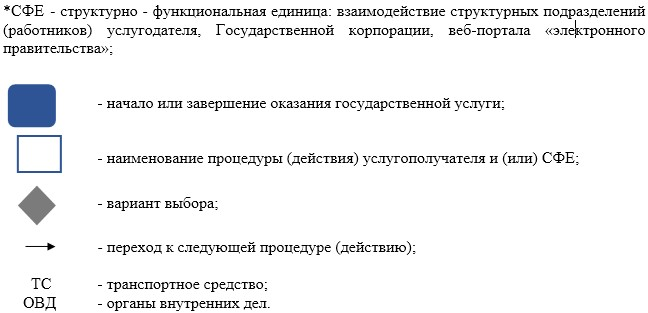 *СФЕ - структурно - функциональная единица: взаимодействие структурных подразделений
(работников) услугодателя, Государственной корпорации, веб-портала «электронного
правительства»;
- начало или завершение оказания государственной услуги;
- наименование процедуры (действия) услугополучателя и (или) СФЕ;
- вариант выбора;
- переход к следующей процедуре (действию);
ТС - транспортное средство;
ОВД - органы внутренних дел.